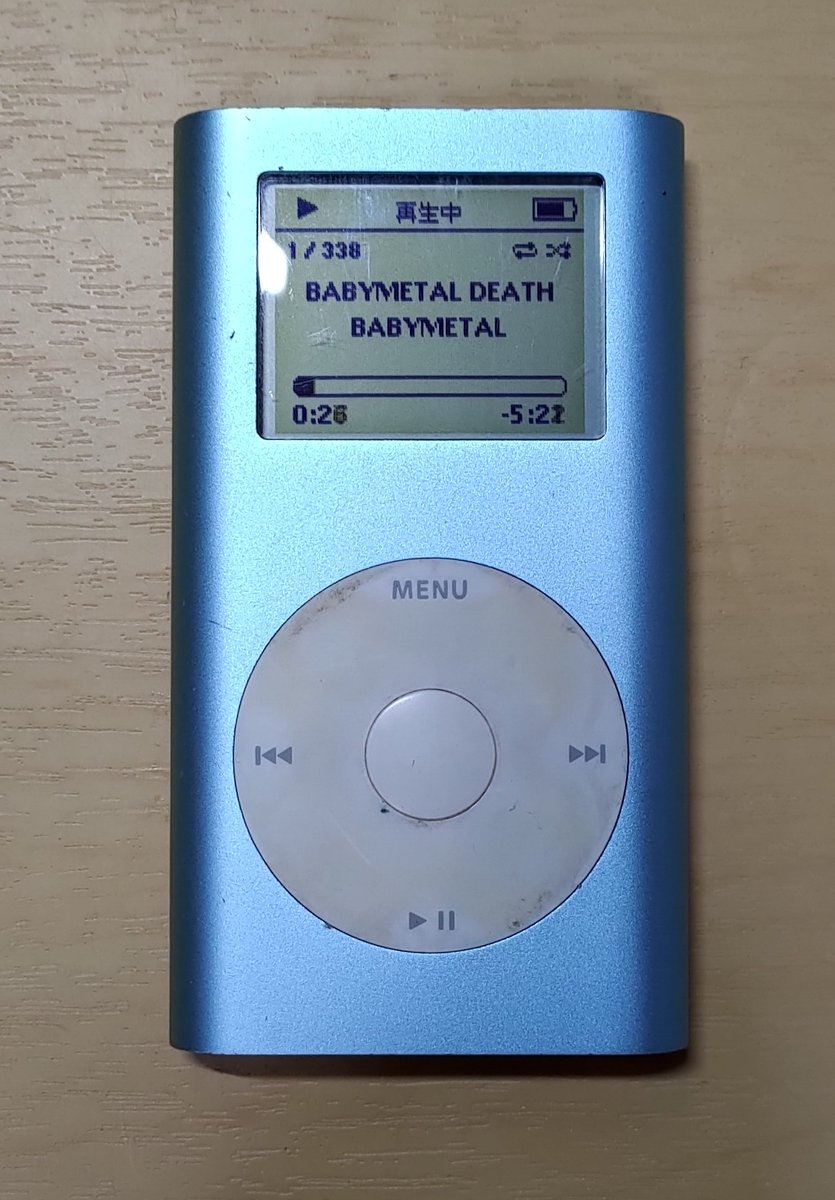 再生中
1 / 338
BABYMETAL DEATH
BABYMETAL
0:26 -5:21
MENU